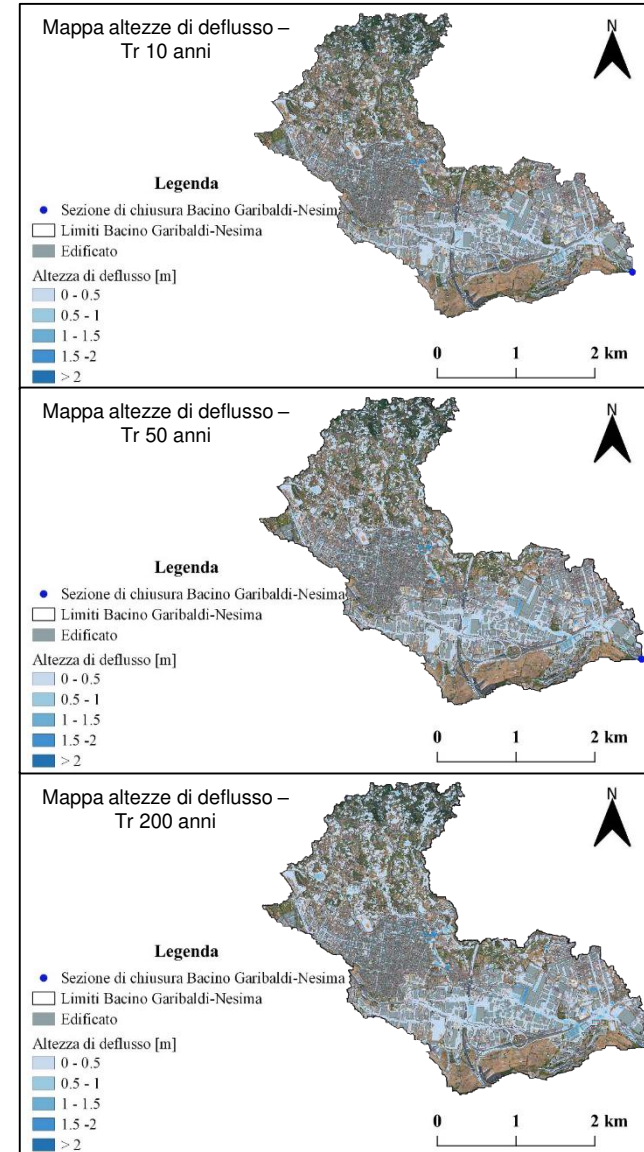 Mappa altezze di deflusso –
Tr 10 anni
N
Legenda
Sezione di chiusura Bacino Garibaldi-Nesim
Limiti Bacino Garibaldi-Nesima
Edificato
Altezza di deflusso [m]
0 - 0.5
0.5 - 1
1 - 1.5
1.5 -2
> 2
0 1 2 km
Mappa altezze di deflusso –
Tr 50 anni
N
Legenda
Sezione di chiusura Bacino Garibaldi-Nesima
Limiti Bacino Garibaldi-Nesima
Edificato
Altezza di deflusso [m]
0 - 0.5
0.5 - 1
1 - 1.5
1.5 -2
> 2
0 1 2 km
Mappa altezze di deflusso –
Tr 200 anni
N
Legenda
Sezione di chiusura Bacino Garibaldi-Nesima
Limiti Bacino Garibaldi-Nesima
Edificato
Altezza di deflusso [m]
0 - 0.5
0.5 - 1
1 - 1.5
1.5 -2
> 2
0 1 2 km